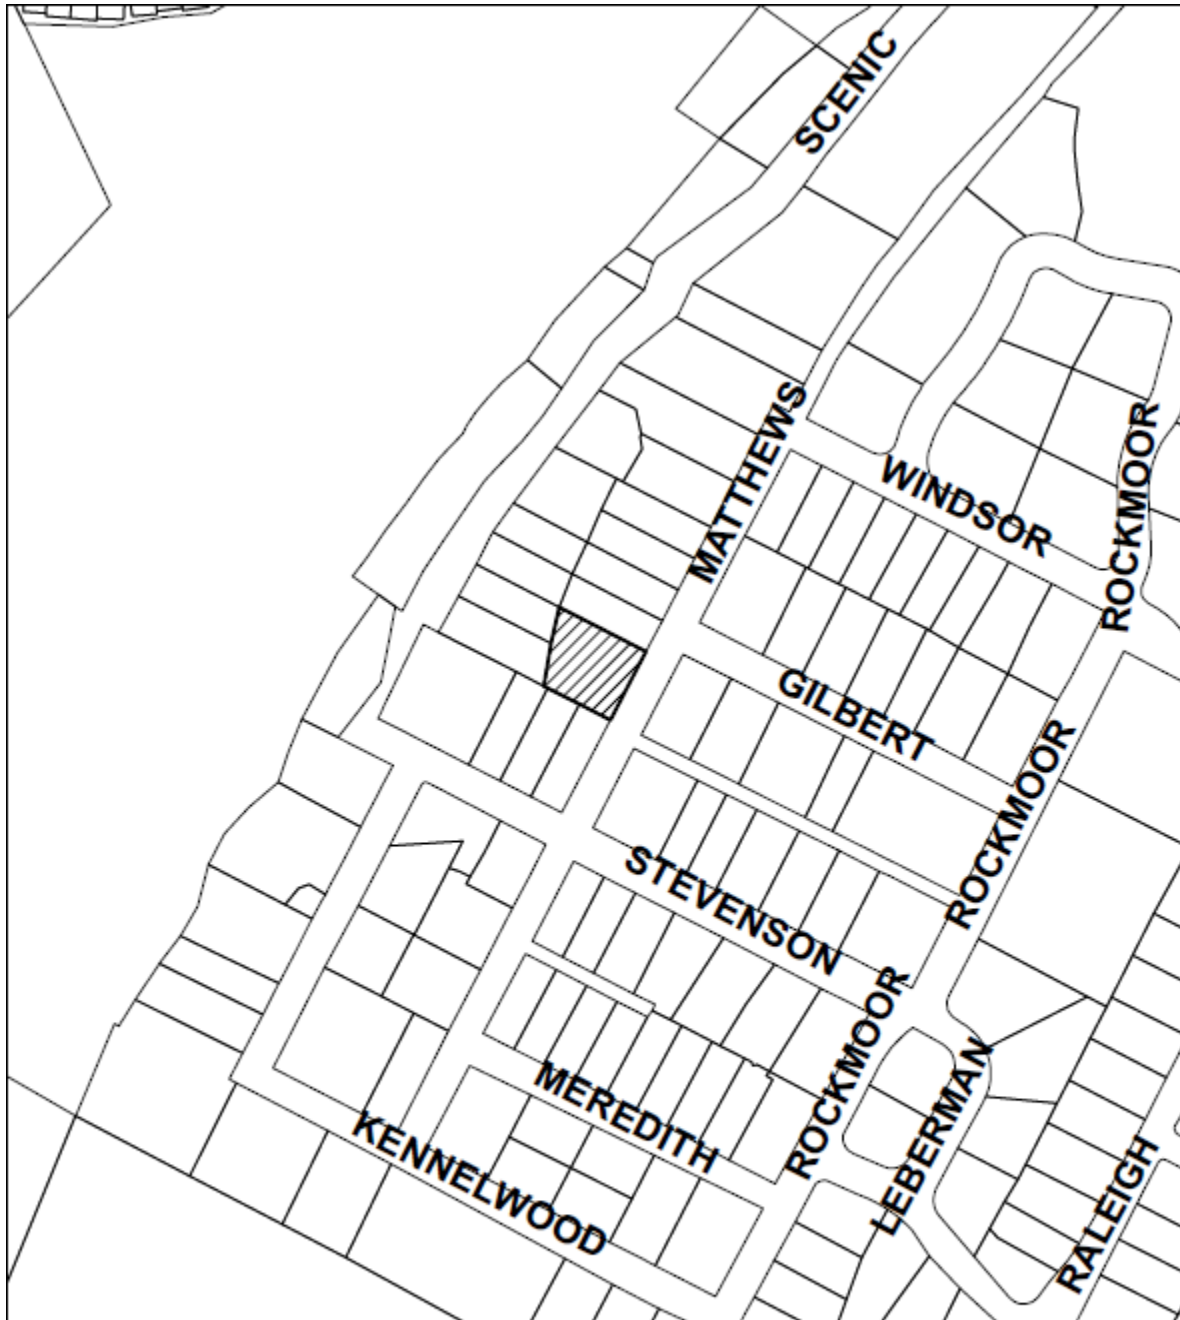 SCENIC
MATTHEWS
WINDSOR
ROCKMOOR
GILBERT
ROCKMOOR
STEVENSON
ROCKMOOR
LEBERMAN
MEREDITH
KENNELWOOD
RALEIGH